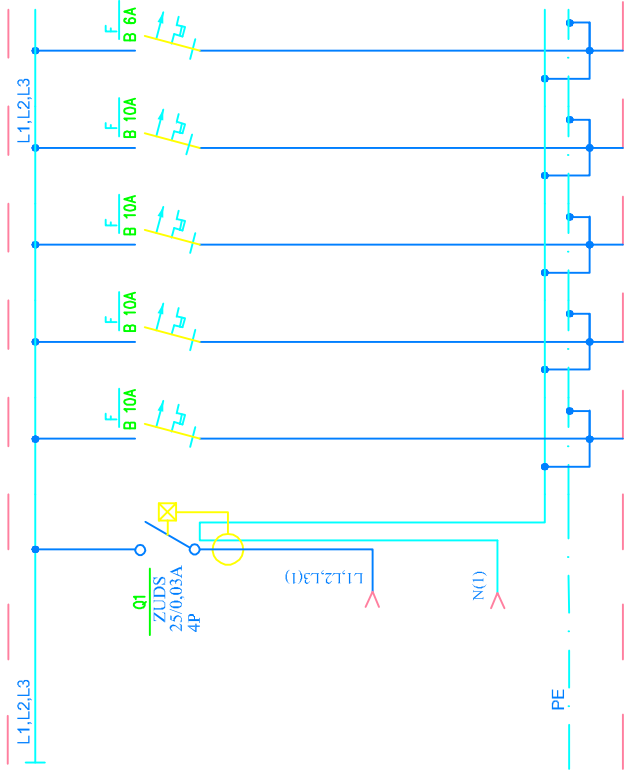 L1,L2,L3
F
B 6A
F
B 10A
F
B 10A
F
B 10A
F
B 10A
Q1
ZUDS
25/0,03A
4P
L1,L2,L3(1)
N(1)
L1,L2,L3
PE